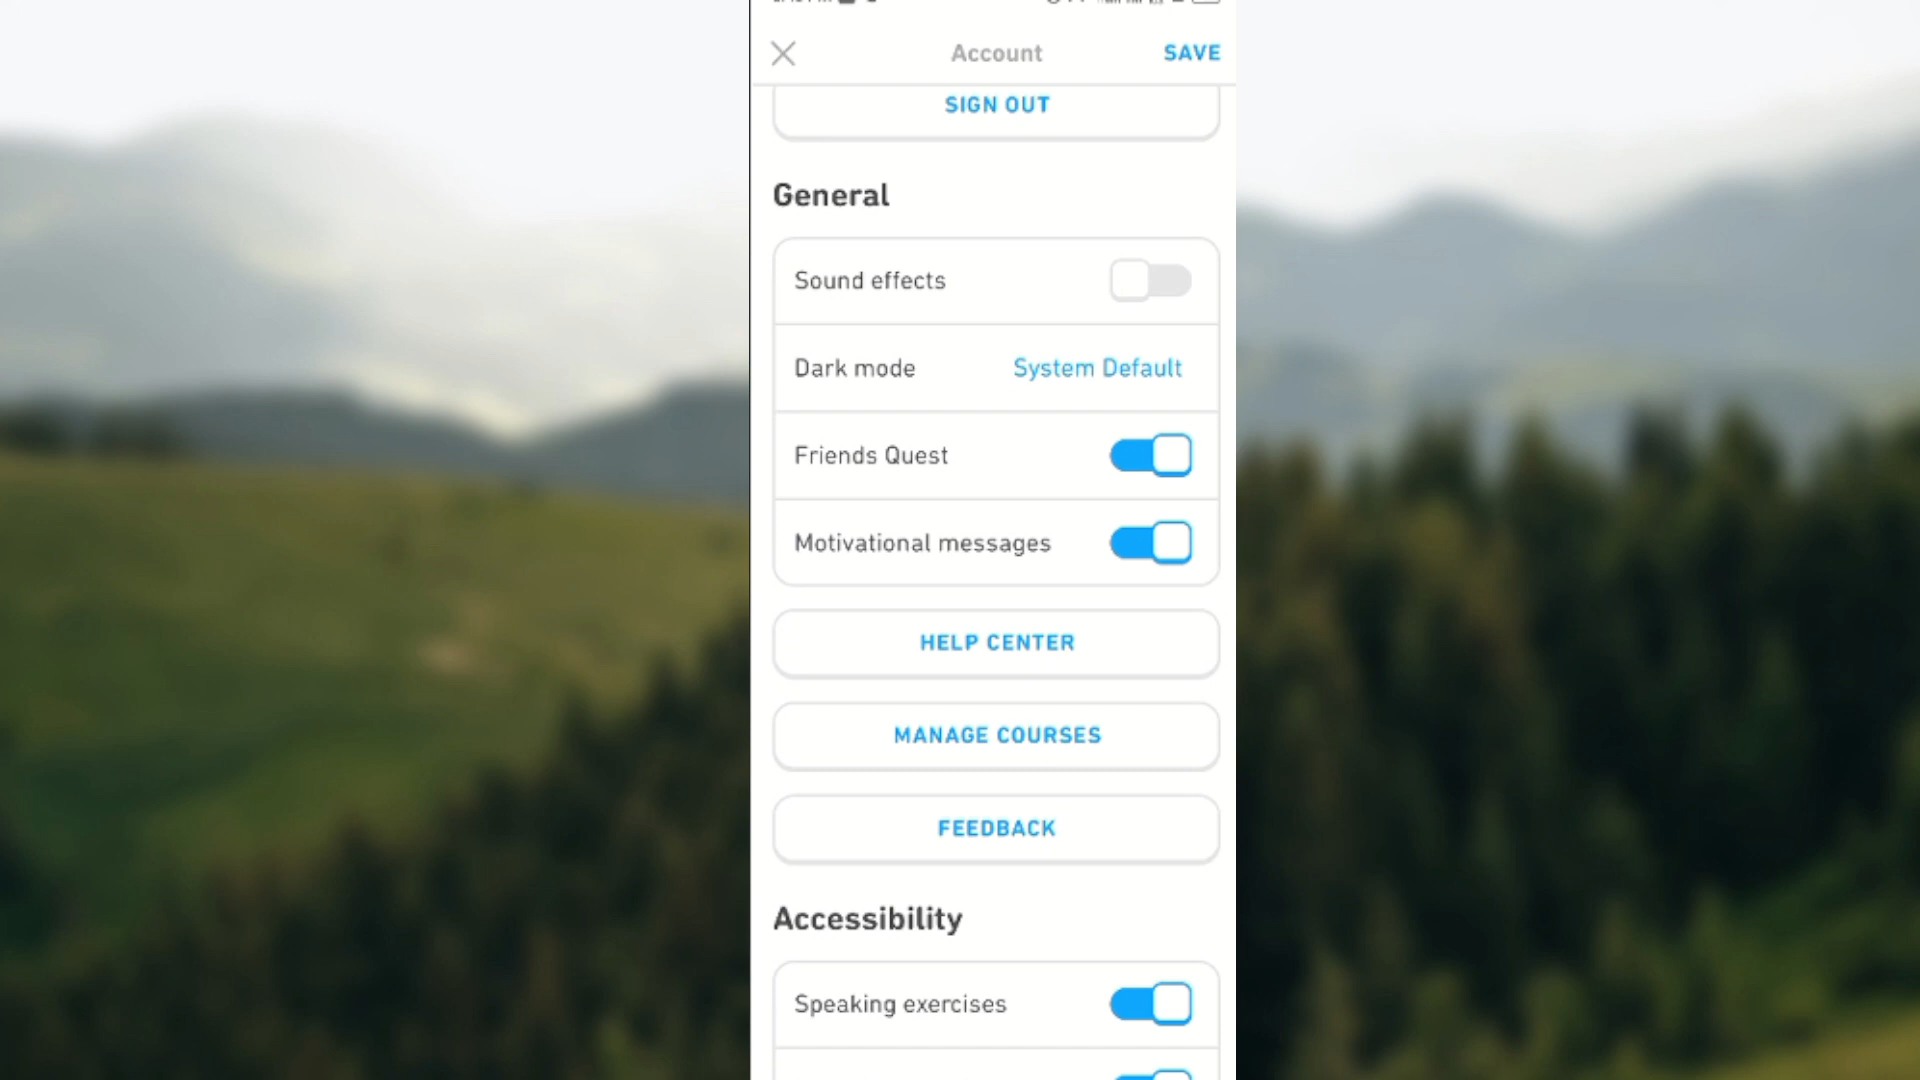 Account
SAVE
SIGN OUT
General
Sound effects
Dark mode
System Default
Friends Quest
Motivational messages
HELP CENTER
MANAGE COURSES
FEEDBACK
Accessibility
Speaking exercises